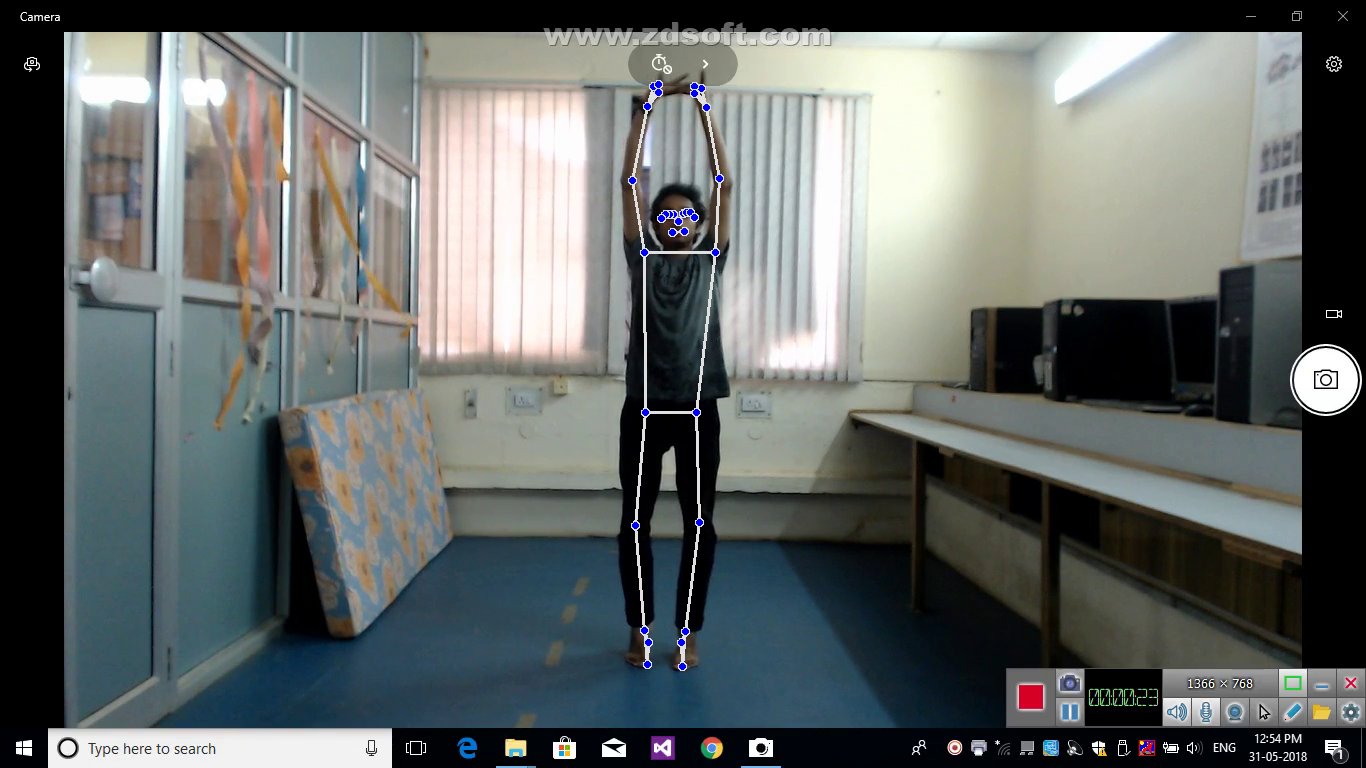 Camera
www.zdsoft.com
1366 × 768
00:00:23
Type here to search
ENG
12:54 PM
31-05-2018
1